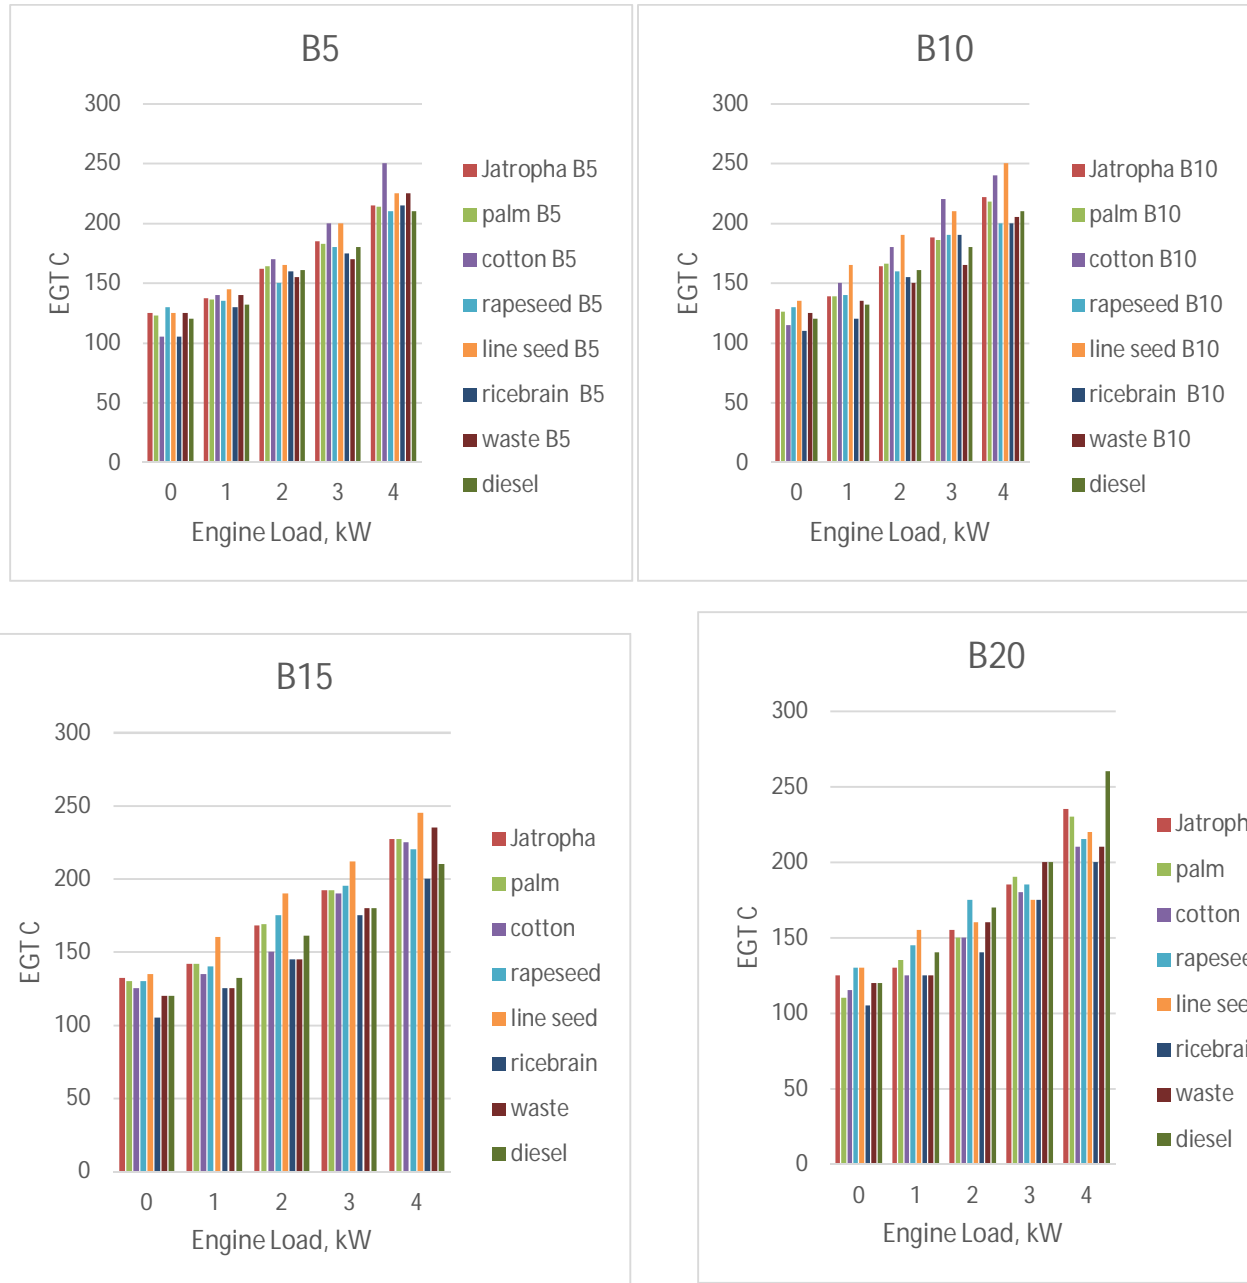 B5
300
250
200
150
100
50
0
EGT C
0 1 2 3 4
Engine Load, kW
Jatropha B5
palm B5
cotton B5
rapeseed B5
line seed B5
ricebrain B5
waste B5
diesel
B10
300
250
200
150
100
50
0
EGT C
0 1 2 3 4
Engine Load, kW
Jatropha B10
palm B10
cotton B10
rapeseed B10
line seed B10
ricebrain B10
waste B10
diesel
B15
300
250
200
150
100
50
0
EGT C
0 1 2 3 4
Engine Load, kW
Jatropha
palm
cotton
rapeseed
line seed
ricebrain
waste
diesel
B20
300
250
200
150
100
50
0
EGT C
0 1 2 3 4
Engine Load, kW
Jatroph
palm
cotton
rapesee
line see
ricebrai
waste
diesel